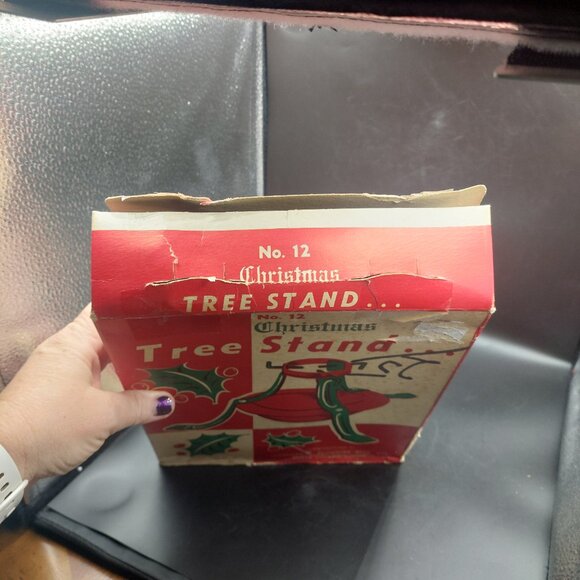 No. 12
Christmas
TREE STAND...
No. 12
Christmas
Tree Stand...